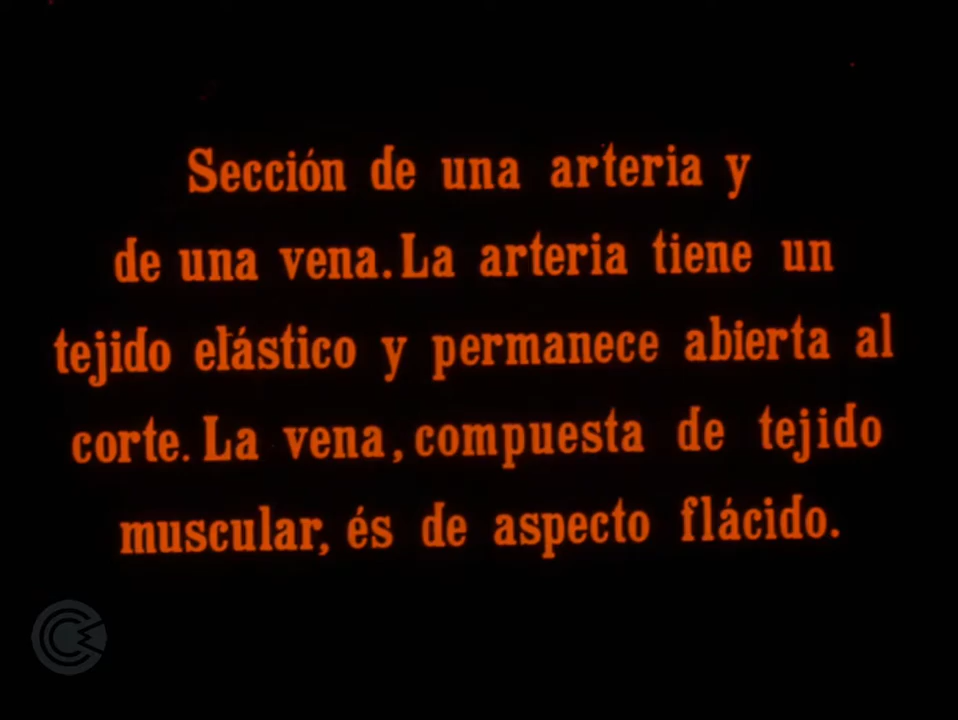 Sección de una arteria y
de una vena. La arteria tiene un
tejido elástico y permanece abierta al
corte. La vena, compuesta de tejido
muscular, és de aspecto flácido.